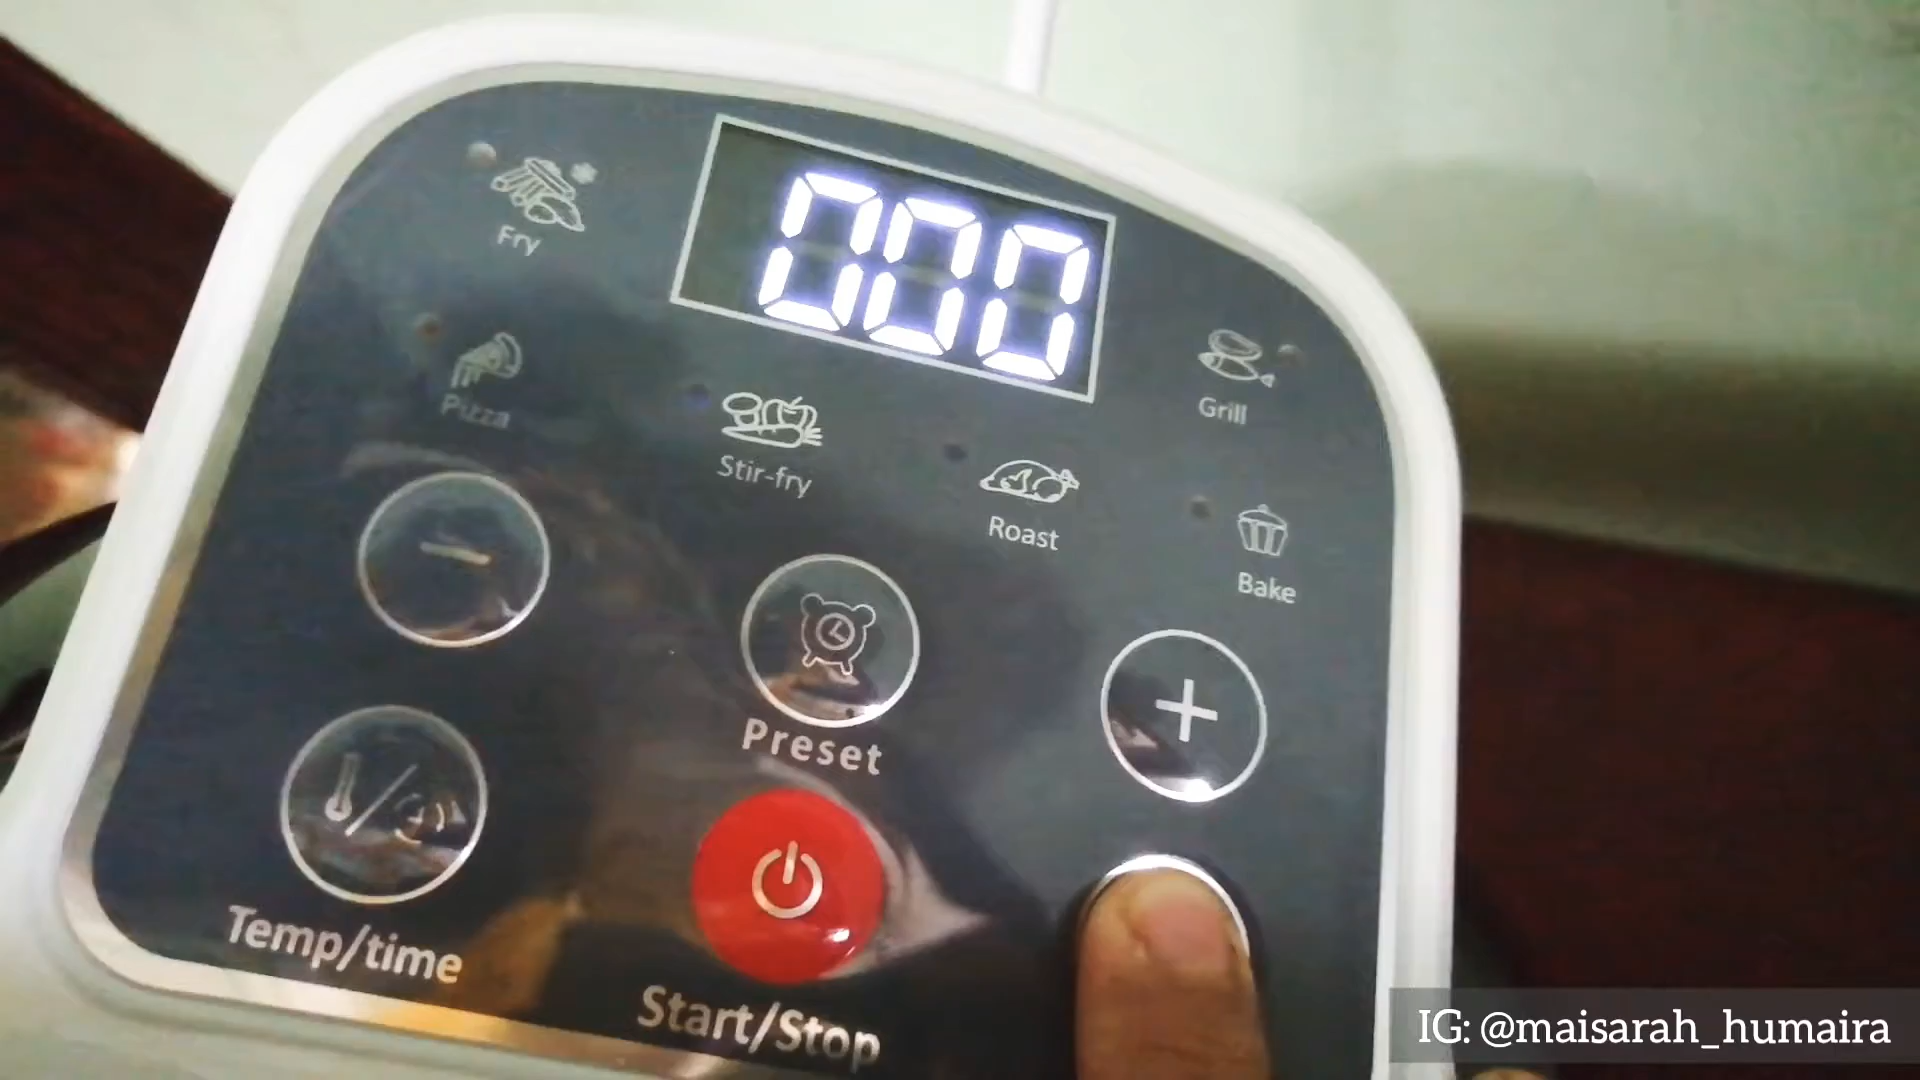 000
Fry
Grill
Pizza
Stir-fry
Roast
Bake
Preset
Temp/time
Start/Stop
IG: @maisarah_humaira